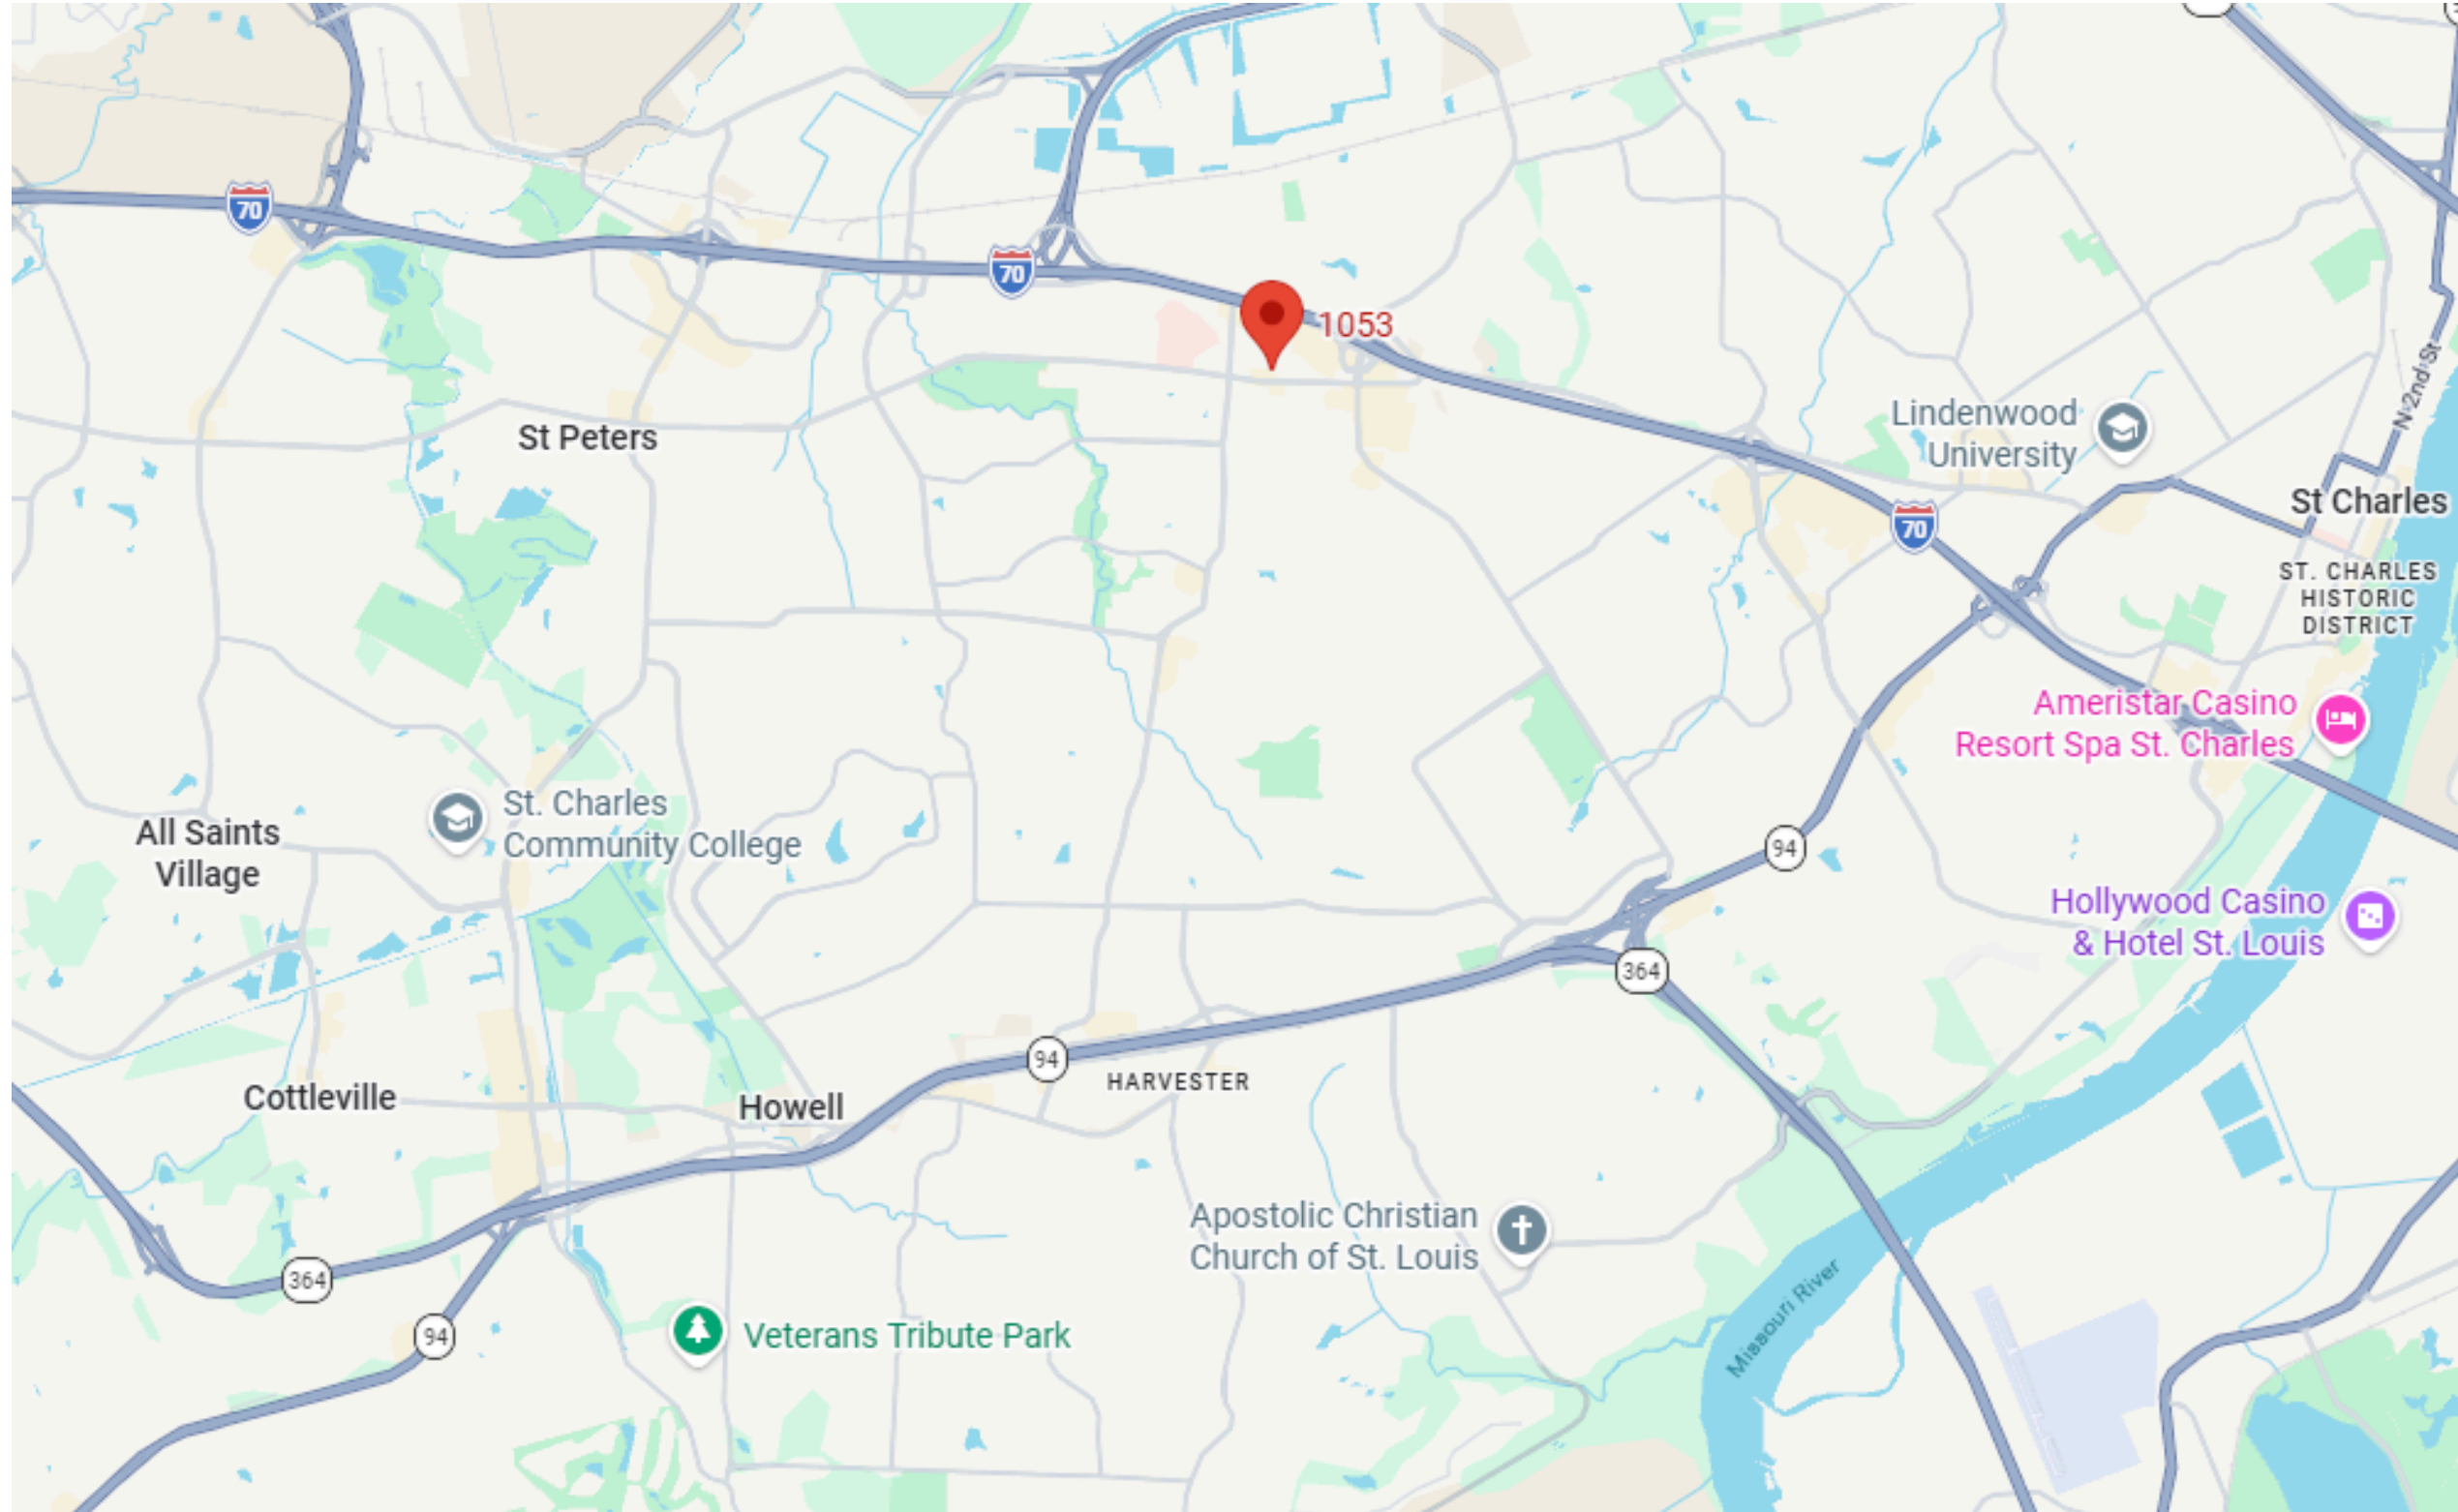 70
70
1053
N 2nd St
Lindenwood
University
St Peters
St Charles
70
ST. CHARLES
HISTORIC
DISTRICT
Ameristar Casino
Resort Spa St. Charles
St. Charles
Community College
All Saints
Village
94
Hollywood Casino
& Hotel St. Louis
364
94
HARVESTER
Cottleville
Howell
Apostolic Christian
Church of St. Louis
364
Missouri River
94
Veterans Tribute Park